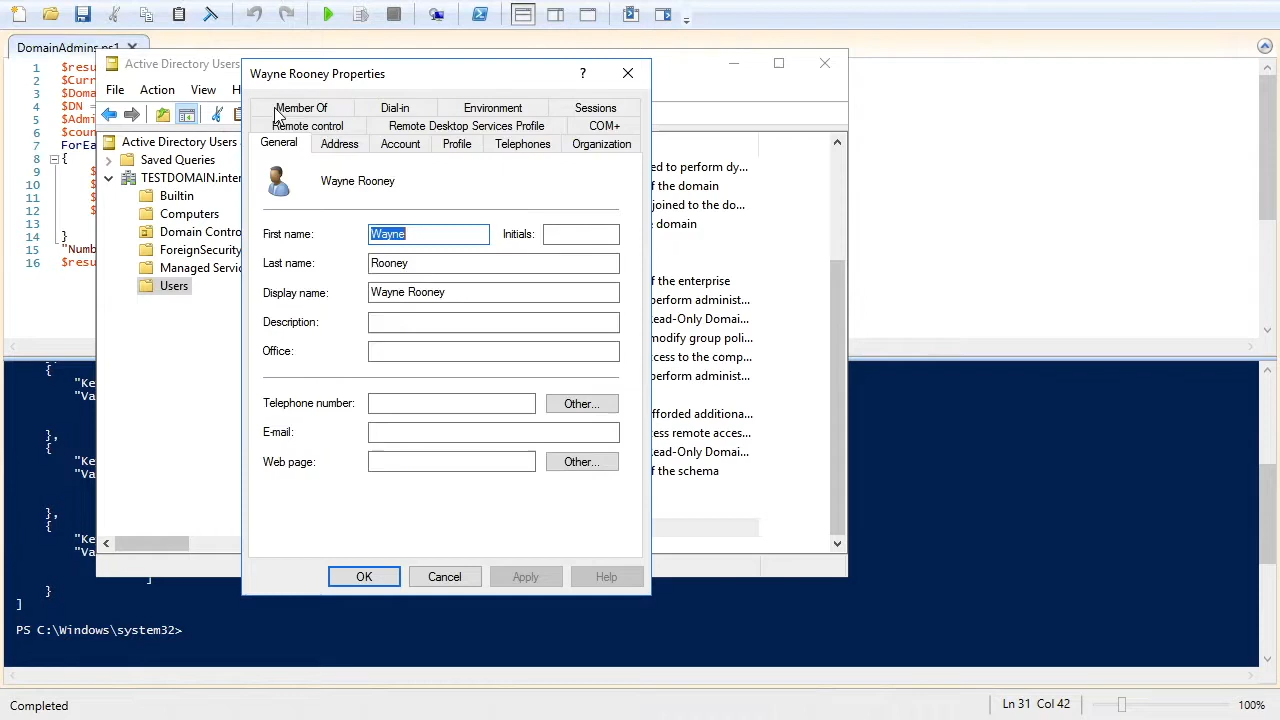 DomainAdmins.ps1
1 $resu
2 $Curr
3 $Doma
4 $DN =
5 $Admi
6 $coun
7 ForEa
8 {
9 $
10 $
11 $
12 $
13
14 }
15 "Numb
16 $resu
Active Directory Users
File Action View H
Active Directory Users
Saved Queries
TESTDOMAIN.inter
Builtin
Computers
Domain Contro
ForeignSecurity
Managed Servic
Users
Wayne Rooney Properties
?
Member Of Dial-in Environment Sessions
Remote control Remote Desktop Services Profile COM+
General Address Account Profile Telephones Organization
Wayne Rooney
First name: Wayne Initials:
Last name: Rooney
Display name: Wayne Rooney
Description:
Office:
Telephone number: Other...
E-mail:
Web page: Other...
OK Cancel Apply Help
ed to perform dy...
f the domain
joined to the do...
e domain
f the enterprise
perform administ...
ead-Only Domai...
modify group poli...
cess to the comp...
perform administ...
fforded additiona...
ess remote acces...
ead-Only Domai...
f the schema
{
"Ke
"Va
},
{
"Ke
"Va
},
{
"Ke
"Va
]
}
]
PS C:\Windows\system32>
Completed
Ln 31 Col 42
100%